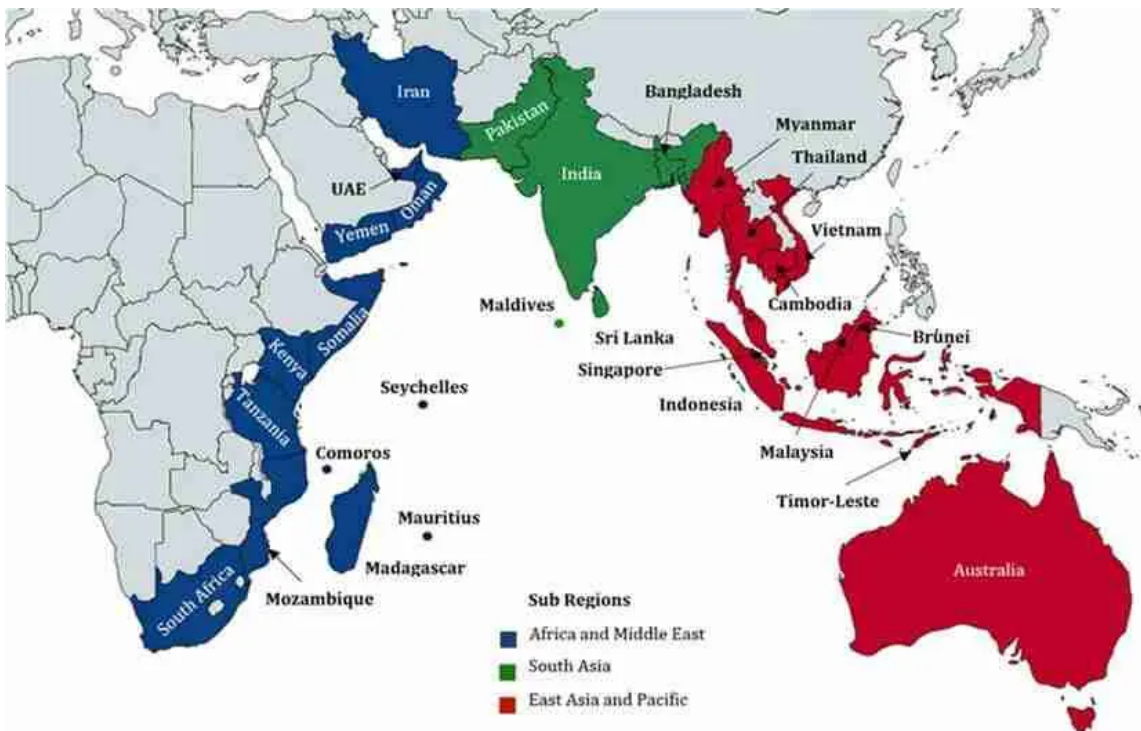 Iran
Pakistan
Bangladesh
Myanmar
Thailand
India
UAE
Oman
Yemen
Vietnam
Cambodia
Maldives
Somalia
Sri Lanka
Brunei
Kenya
Singapore
Seychelles
Indonesia
Tanzania
Comoros
Malaysia
Timor-Leste
Mauritius
Madagascar
Australia
South Africa
Mozambique
Sub Regions
Africa and Middle East
South Asia
East Asia and Pacific